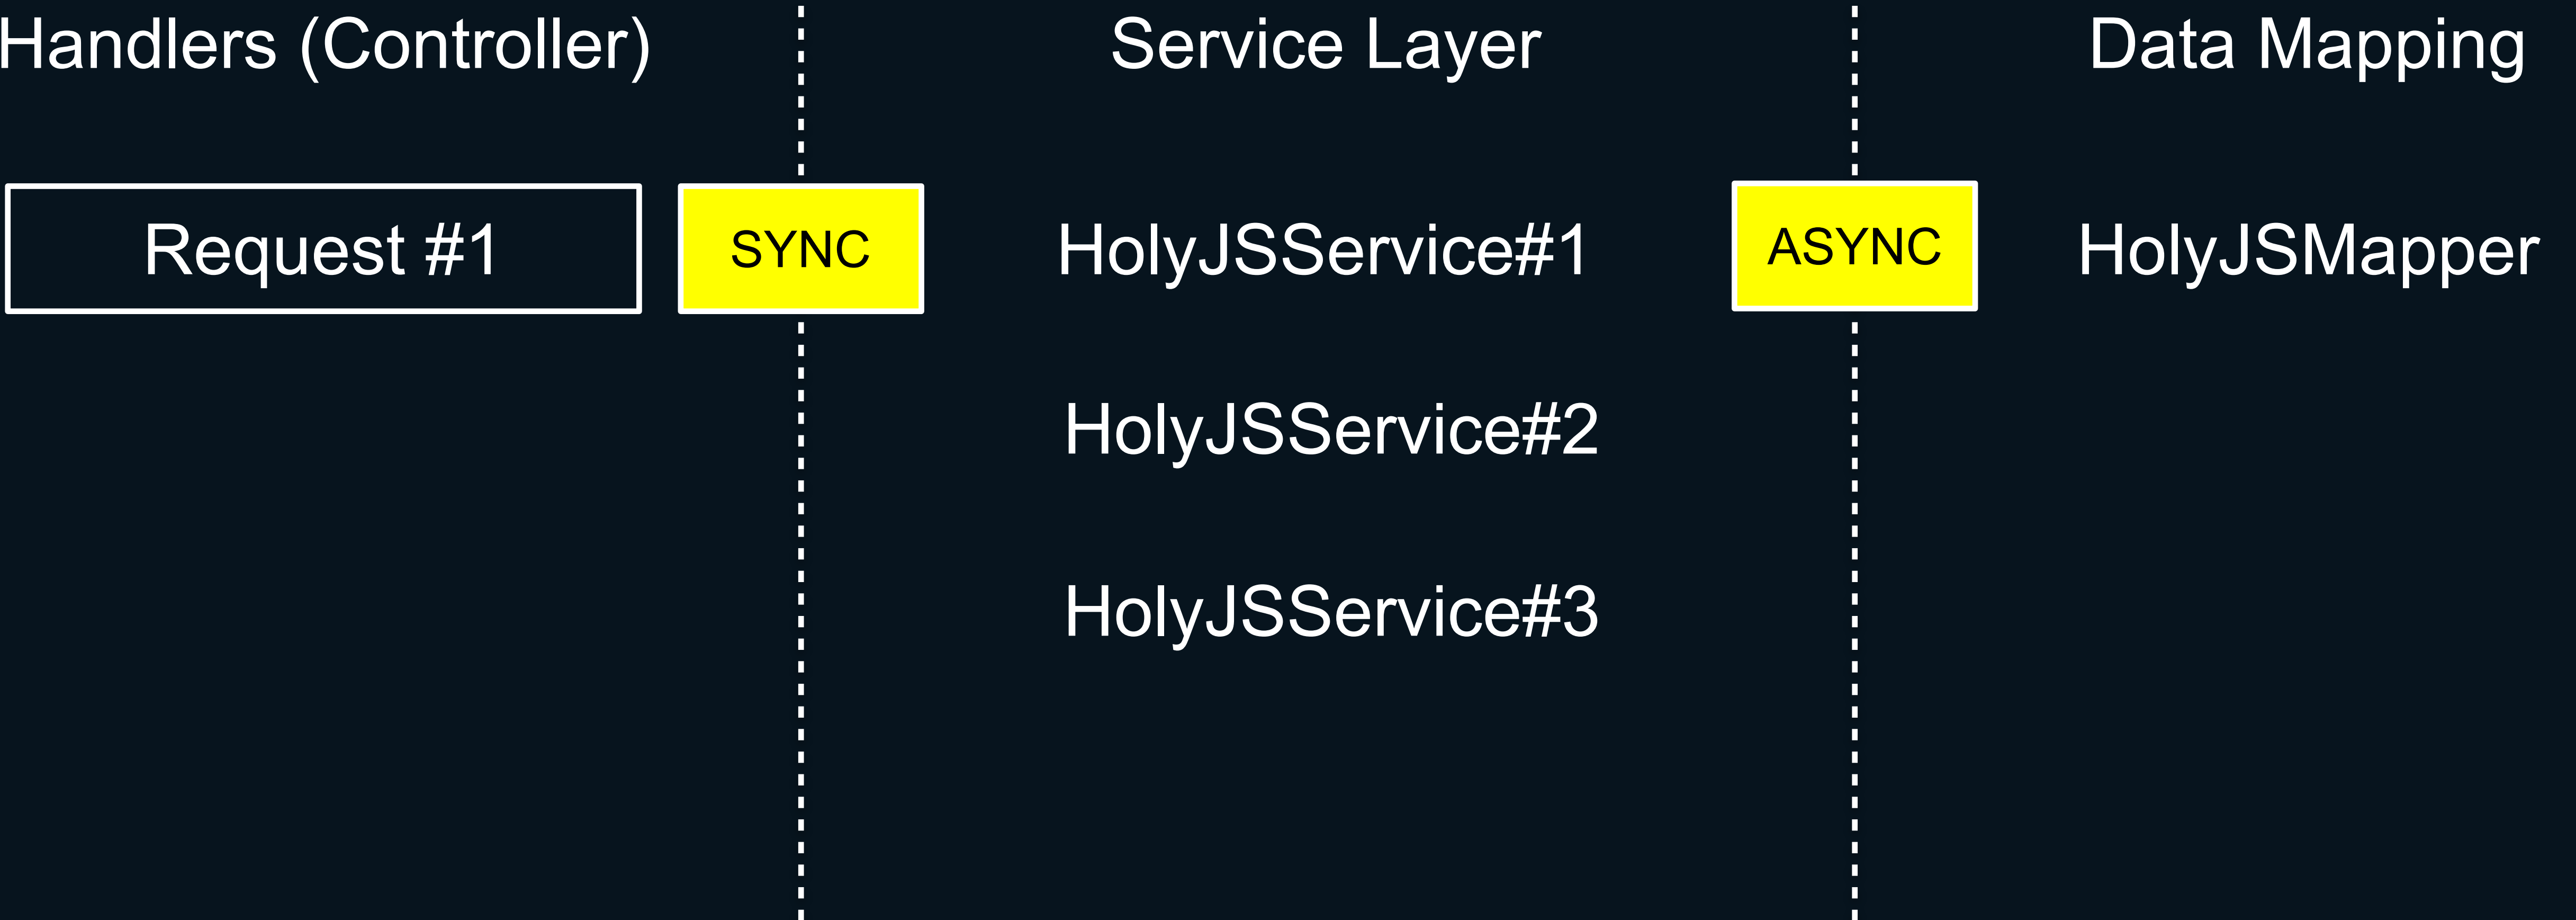 Handlers (Controller)
Service Layer
Data Mapping
Request #1
SYNC
HolyJSService#1
ASYNC
HolyJSMapper
HolyJSService#2
HolyJSService#3